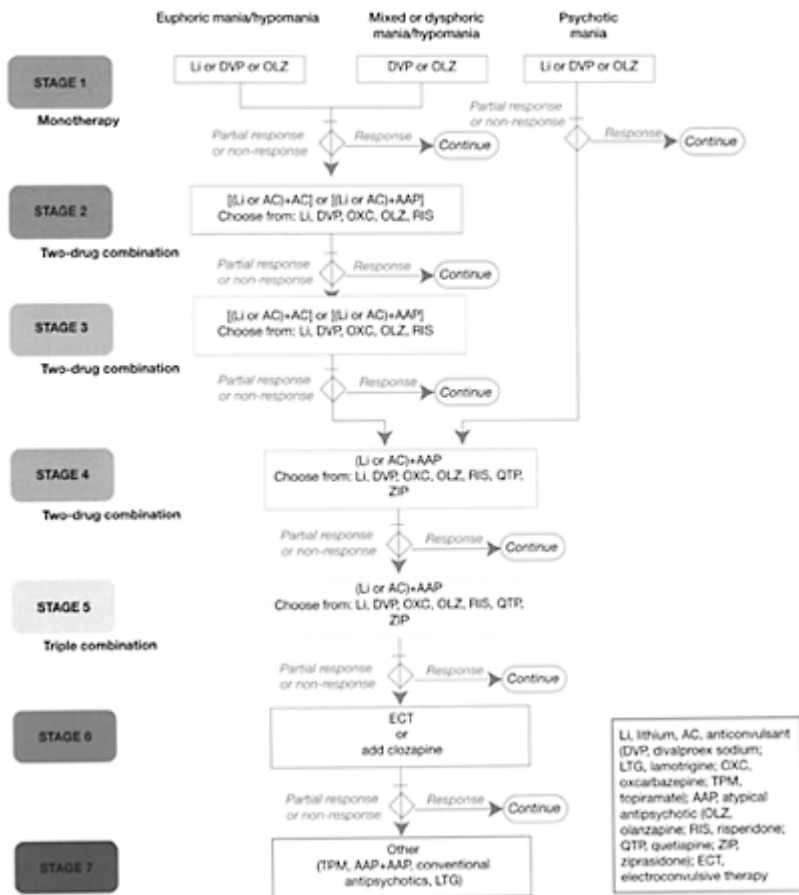 Euphoric mania/hypomania
Mixed or dysphoric
mania/hypomania
Psychotic
mania
STAGE 1
Monotherapy
Li or DVP or OLZ
DVP or OLZ
Li or DVP or OLZ
Partial response
or non-response
Response
Continue
Partial response
or non-response
Response
Continue
STAGE 2
Two-drug combination
[(Li or AC)+AC] or [(Li or AC)+AAP]
Choose from: Li, DVP, OXC, OLZ, RIS
Partial response
or non-response
Response
Continue
STAGE 3
Two-drug combination
[(Li or AC)+AC] or [(Li or AC)+AAP]
Choose from: Li, DVP, OXC, OLZ, RIS
Partial response
or non-response
Response
Continue
STAGE 4
Two-drug combination
(Li or AC)+AAP
Choose from: Li, DVP, OXC, OLZ, RIS, QTP,
ZIP
Partial response
or non-response
Response
Continue
STAGE 5
Triple combination
(Li or AC)+AAP
Choose from: Li, DVP, OXC, OLZ, RIS, QTP,
ZIP
Partial response
or non-response
Response
Continue
STAGE 6
ECT
or
add clozapine
Partial response
or non-response
Response
Continue
STAGE 7
Other
(TPM, AAP+AAP, conventional
antipsychotics, LTG)
Li, lithium, AC, anticonvulsant
(DVP, divalproex sodium;
LTG, lamotrigine; OXC,
oxcarbazepine; TPM,
topiramate); AAP, atypical
antipsychotic (OLZ,
olanzapine; RIS, risperidone;
QTP, quetiapine; ZIP,
ziprasidone); ECT,
electroconvulsive therapy